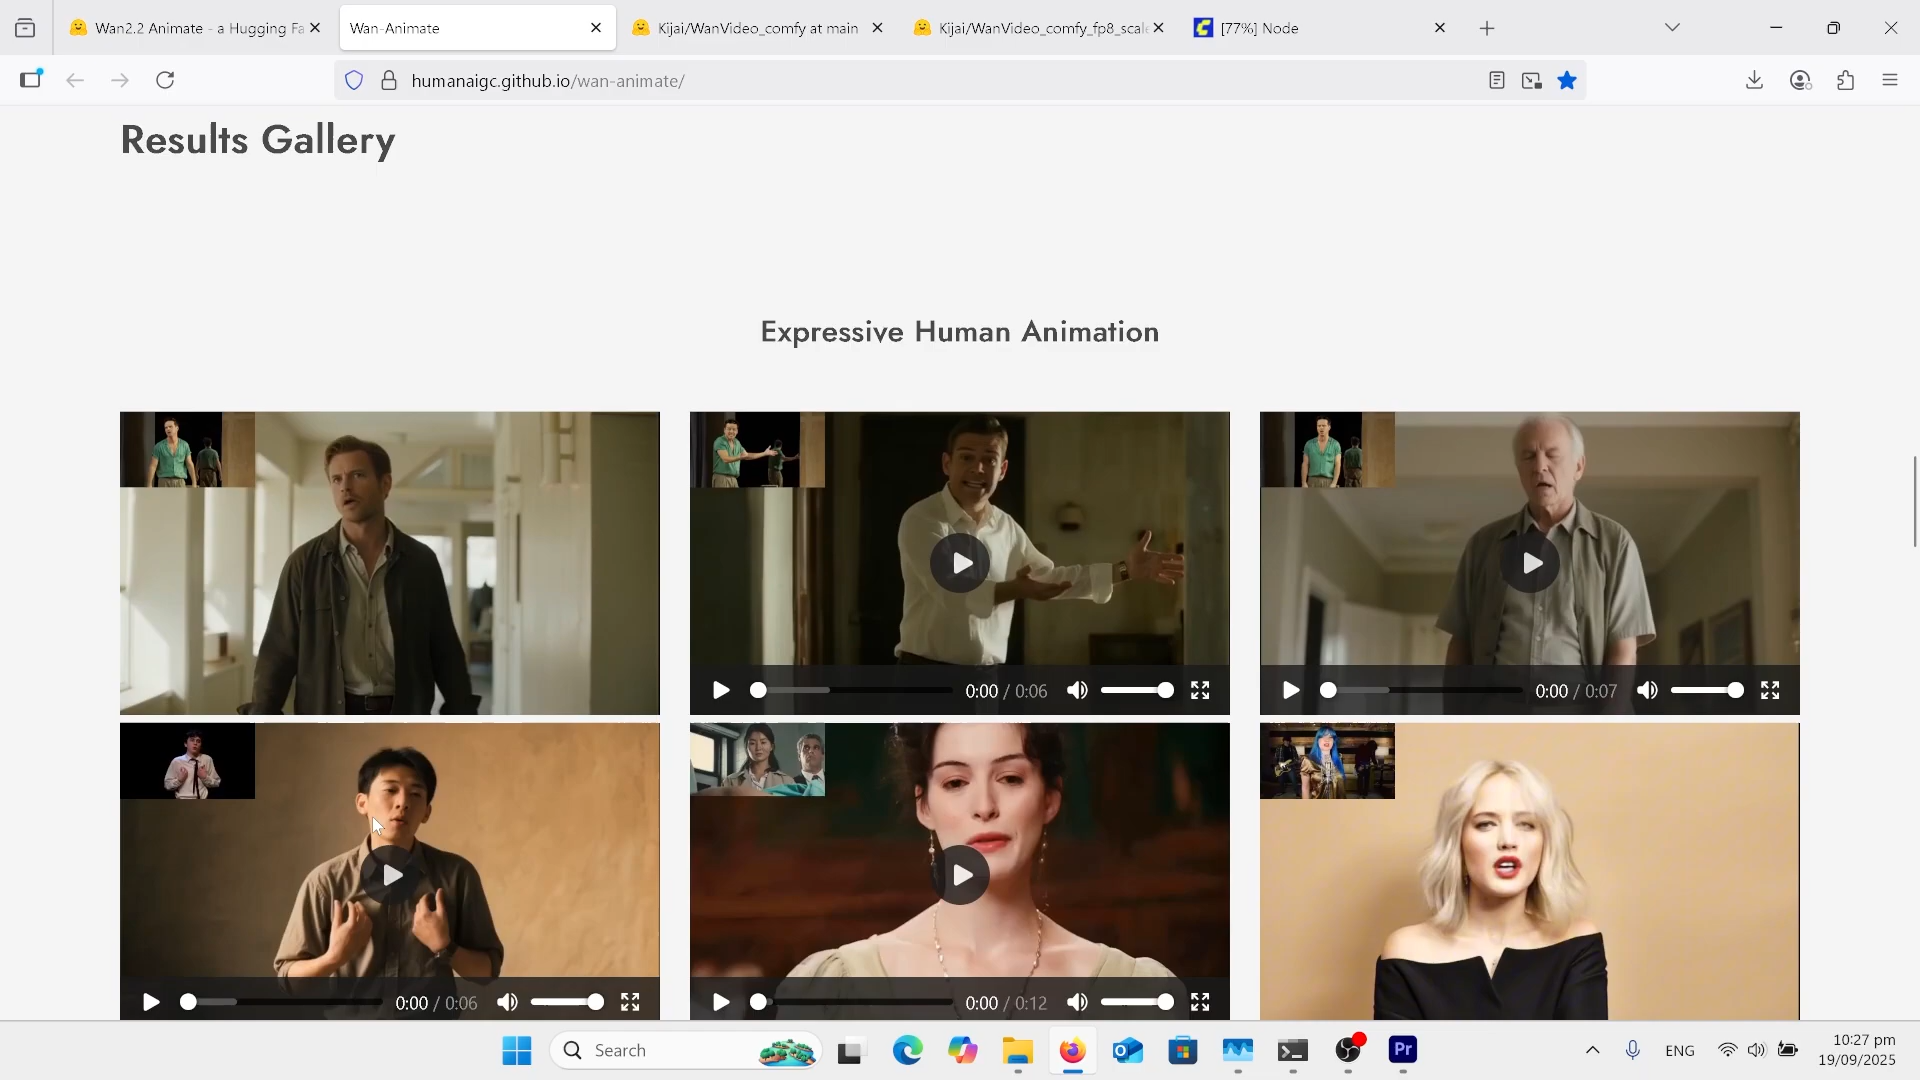 Wan2.2 Animate - a Hugging Fa
Wan-Animate
Kijai/WanVideo_comfy at main
Kijai/WanVideo_comfy_fp8_scale
[77%] Node
humanaigc.github.io/wan-animate/
Results Gallery
Expressive Human Animation
0:00 / 0:06
0:00 / 0:07
0:00 / 0:06
0:00 / 0:12
Search
Pr
ENG
10:27 pm
19/09/2025